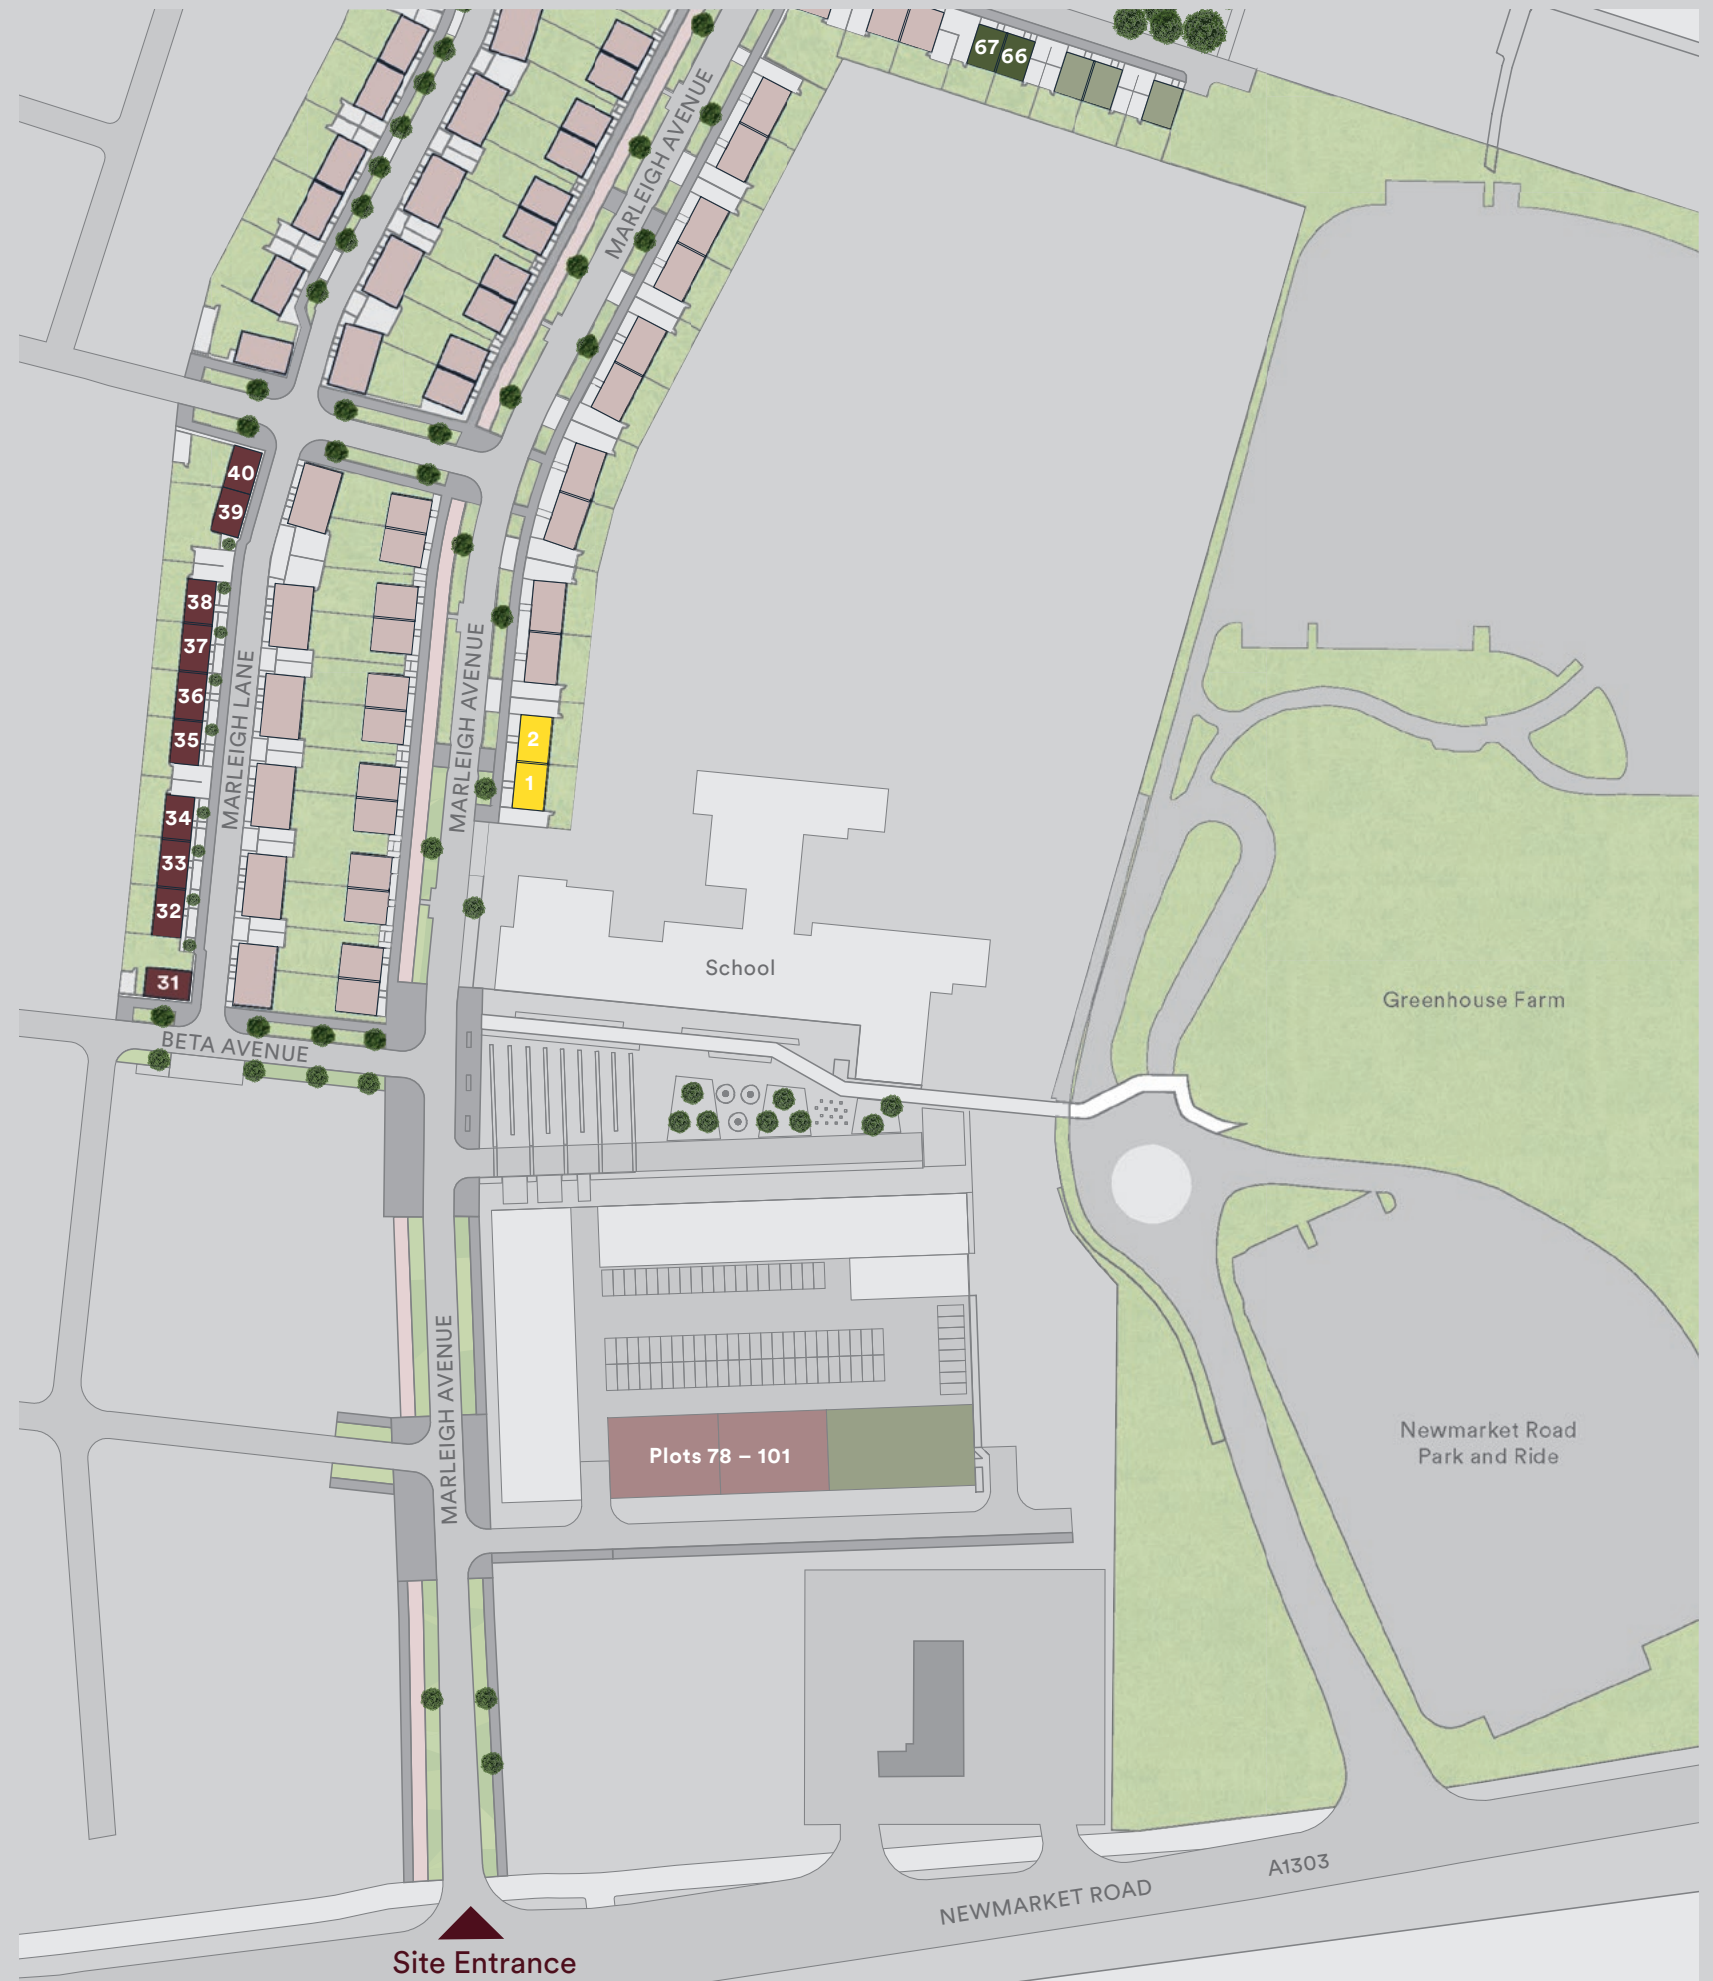 67
66
MARLEIGH AVENUE
40
39
38
37
36
35
34
33
32
31
MARLEIGH LANE
MARLEIGH AVENUE
2
1
School
Greenhouse Farm
BETA AVENUE
MARLEIGH AVENUE
Plots 78 – 101
Newmarket Road
Park and Ride
A1303
NEWMARKET ROAD
Site Entrance